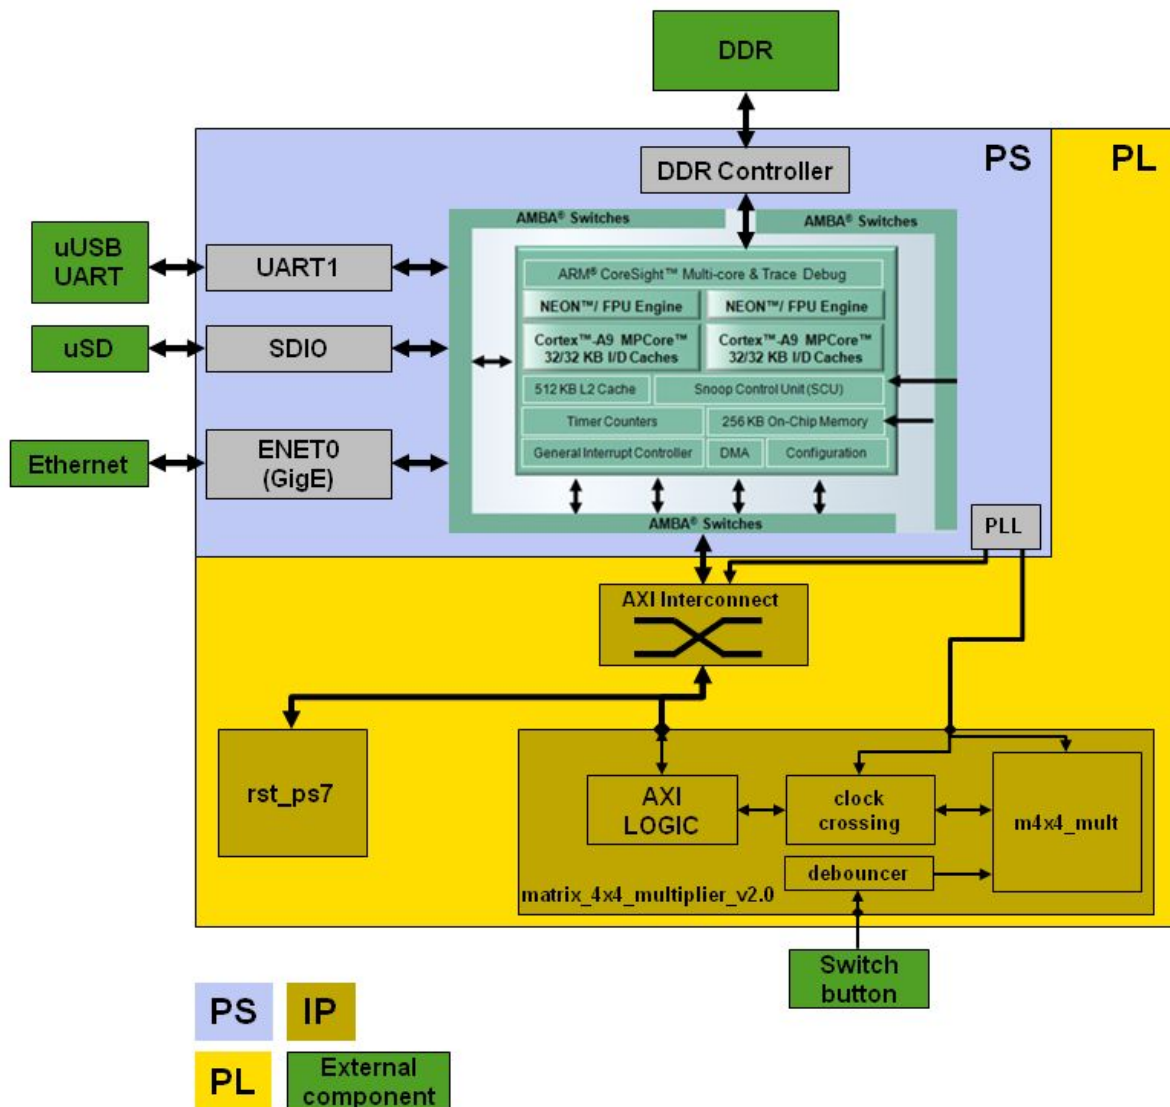 DDR
PS
PL
DDR Controller
AMBA® Switches
AMBA® Switches
uUSB
UART
UART1
ARM® CoreSight™ Multi-core & Trace Debug
NEON™/ FPU Engine
NEON™/ FPU Engine
uSD
SDIO
Cortex™-A9 MPCore™
32/32 KB I/D Caches
Cortex™-A9 MPCore™
32/32 KB I/D Caches
512 KB L2 Cache
Snoop Control Unit (SCU)
Timer Counters
256 KB On-Chip Memory
Ethernet
ENET0
(GigE)
General Interrupt Controller
DMA
Configuration
AMBA® Switches
PLL
AXI Interconnect
rst_ps7
AXI
LOGIC
clock
crossing
m4x4_mult
debouncer
matrix_4x4_multiplier_v2.0
Switch
button
PS
IP
PL
External
component